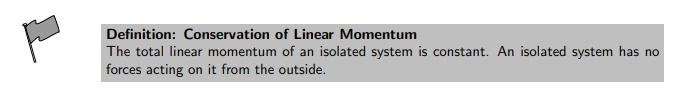 Definition: Conservation of Linear Momentum
The total linear momentum of an isolated system is constant. An isolated system has no
forces acting on it from the outside.